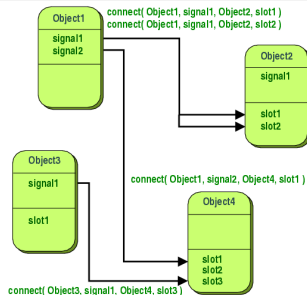 Object1
connect( Object1, signal1, Object2, slot1 )
connect( Object1, signal1, Object2, slot2 )
signal1
signal2
Object2
signal1
slot1
slot2
Object3
signal1
slot1
connect( Object1, signal2, Object4, slot1 )
Object4
slot1
slot2
slot3
connect( Object3, signal1, Object4, slot3 )